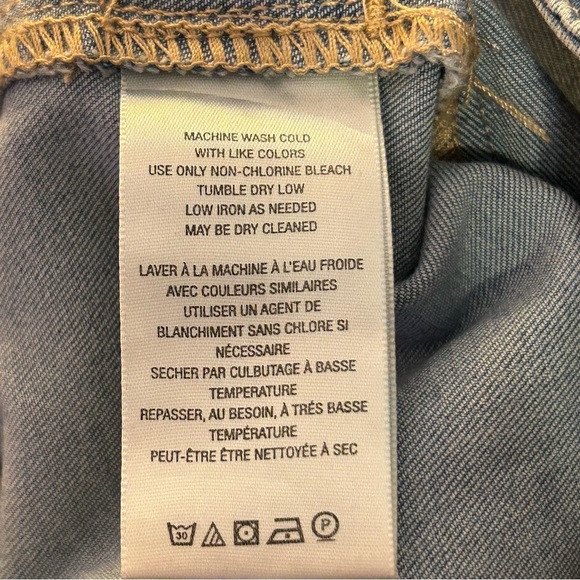 MACHINE WASH COLD
WITH LIKE COLORS
USE ONLY NON-CHLORINE BLEACH
TUMBLE DRY LOW
LOW IRON AS NEEDED
MAY BE DRY CLEANED
LAVER À LA MACHINE À L'EAU FROIDE
AVEC COULEURS SIMILAIRES
UTILISER UN AGENT DE
BLANCHIMENT SANS CHLORE SI
NÉCESSAIRE
SECHER PAR CULBUTAGE À BASSE
TEMPERATURE
REPASSER, AU BESOIN, À TRÉS BASSE
TEMPÉRATURE
PEUT-ÊTRE ÊTRE NETTOYÉE À SEC
30 P